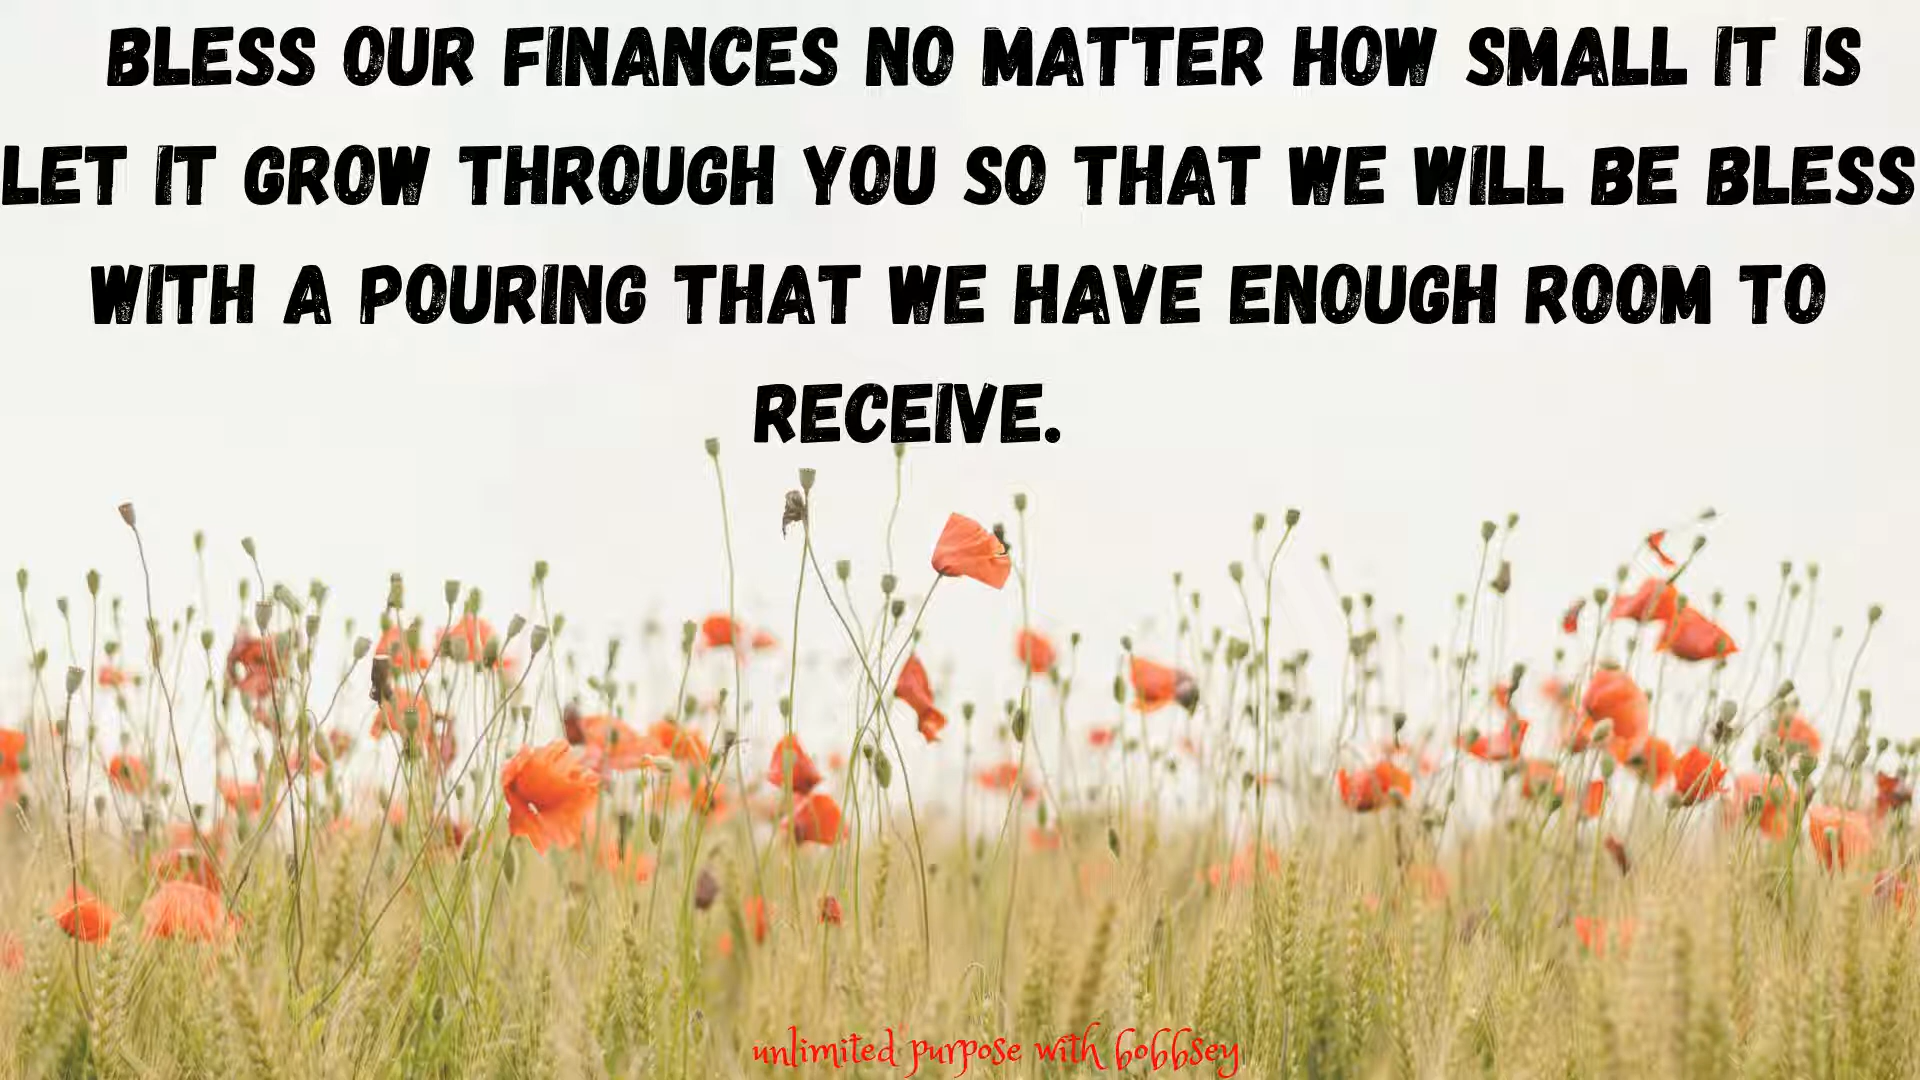 BLESS OUR FINANCES NO MATTER HOW SMALL IT IS
LET IT GROW THROUGH YOU SO THAT WE WILL BE BLESS
WITH A POURING THAT WE HAVE ENOUGH ROOM TO
RECEIVE.
unlimited purpose with bobbsey